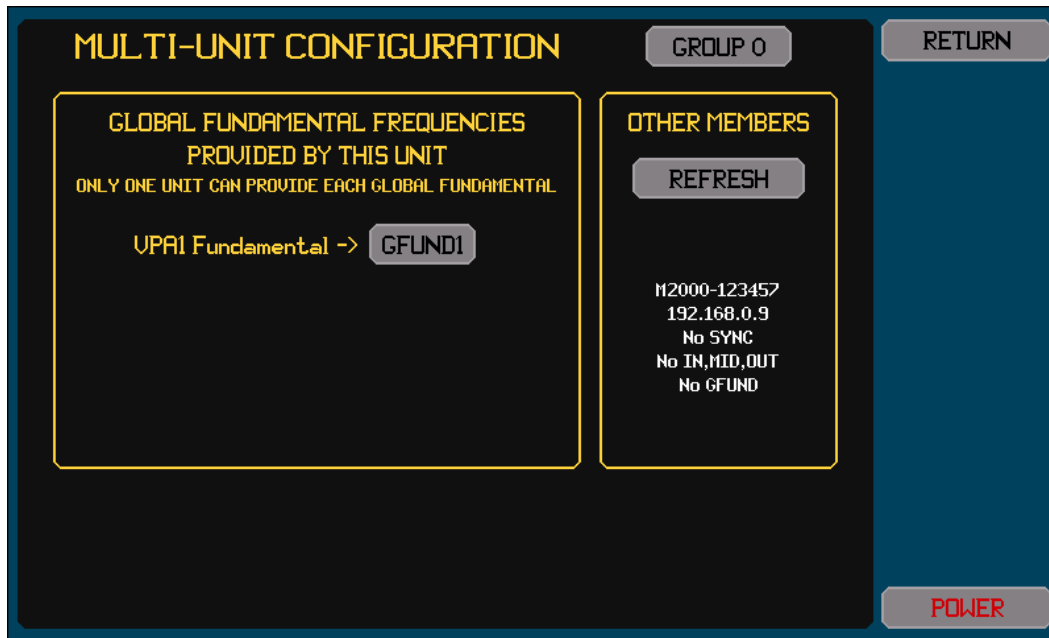 MULTI-UNIT CONFIGURATION
GROUP 0
RETURN
GLOBAL FUNDAMENTAL FREQUENCIES
PROVIDED BY THIS UNIT
ONLY ONE UNIT CAN PROVIDE EACH GLOBAL FUNDAMENTAL
VPA1 Fundamental -> GFUND1
OTHER MEMBERS
REFRESH
M2000-123457
192.168.0.9
No SYNC
No IN,MID,OUT
No GFUND
POWER